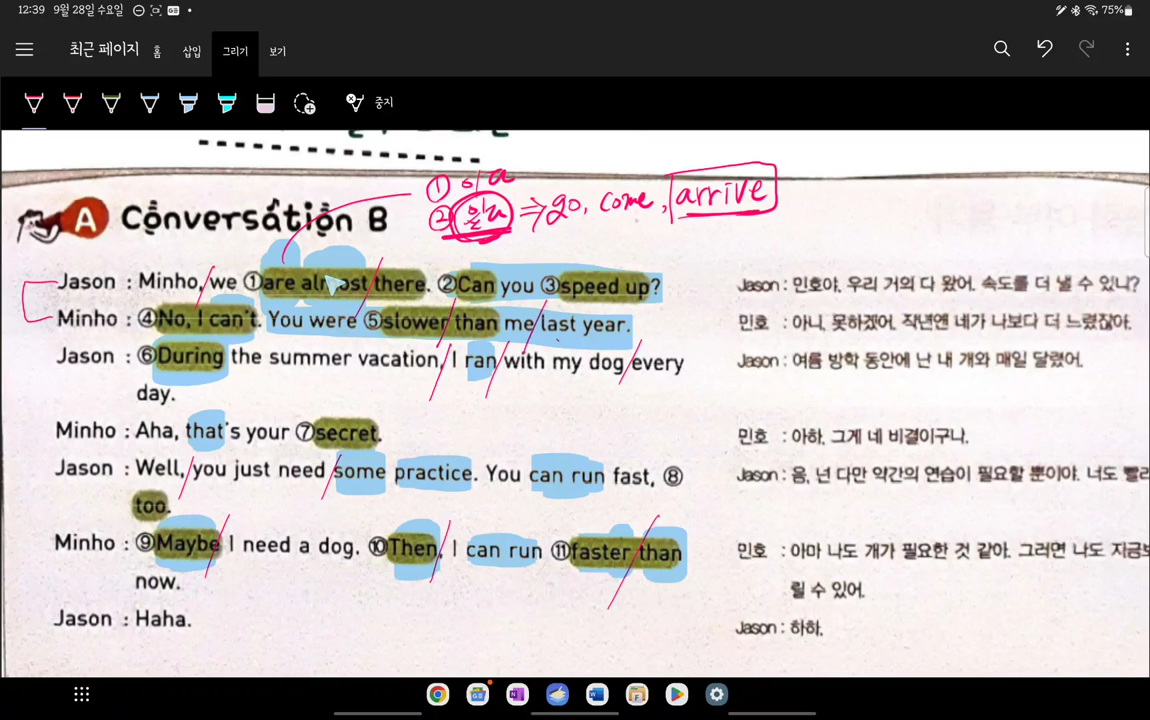 12:39 9월 28일 수요일 75%
최근 페이지 홈 삽입 그리기 보기
중지
① 이다
② 있다 ⇒ go, come, arrive
A Conversation B
Jason : Minho, we ①are almost there. ②Can you ③speed up?
Jason : 민호야, 우리 거의 다 왔어. 속도를 더 낼 수 있니?
Minho : ④No, I can't. You were ⑤slower than me last year.
민호 : 아니, 못하겠어. 작년엔 네가 나보다 더 느렸잖아.
Jason : ⑥During the summer vacation, I ran with my dog every
day.
Jason : 여름 방학 동안에 난 내 개와 매일 달렸어.
Minho : Aha, that's your ⑦secret.
민호 : 아하, 그게 네 비결이구나.
Jason : Well, you just need some practice. You can run fast, ⑧
too.
Jason : 음, 넌 다만 약간의 연습이 필요할 뿐이야. 너도 빨리
Minho : ⑨Maybe I need a dog. ⑩Then, I can run ⑪faster than
now.
민호 : 아마 나도 개가 필요한 것 같아. 그러면 나도 지금보
릴 수 있어.
Jason : Haha.
Jason : 하하.